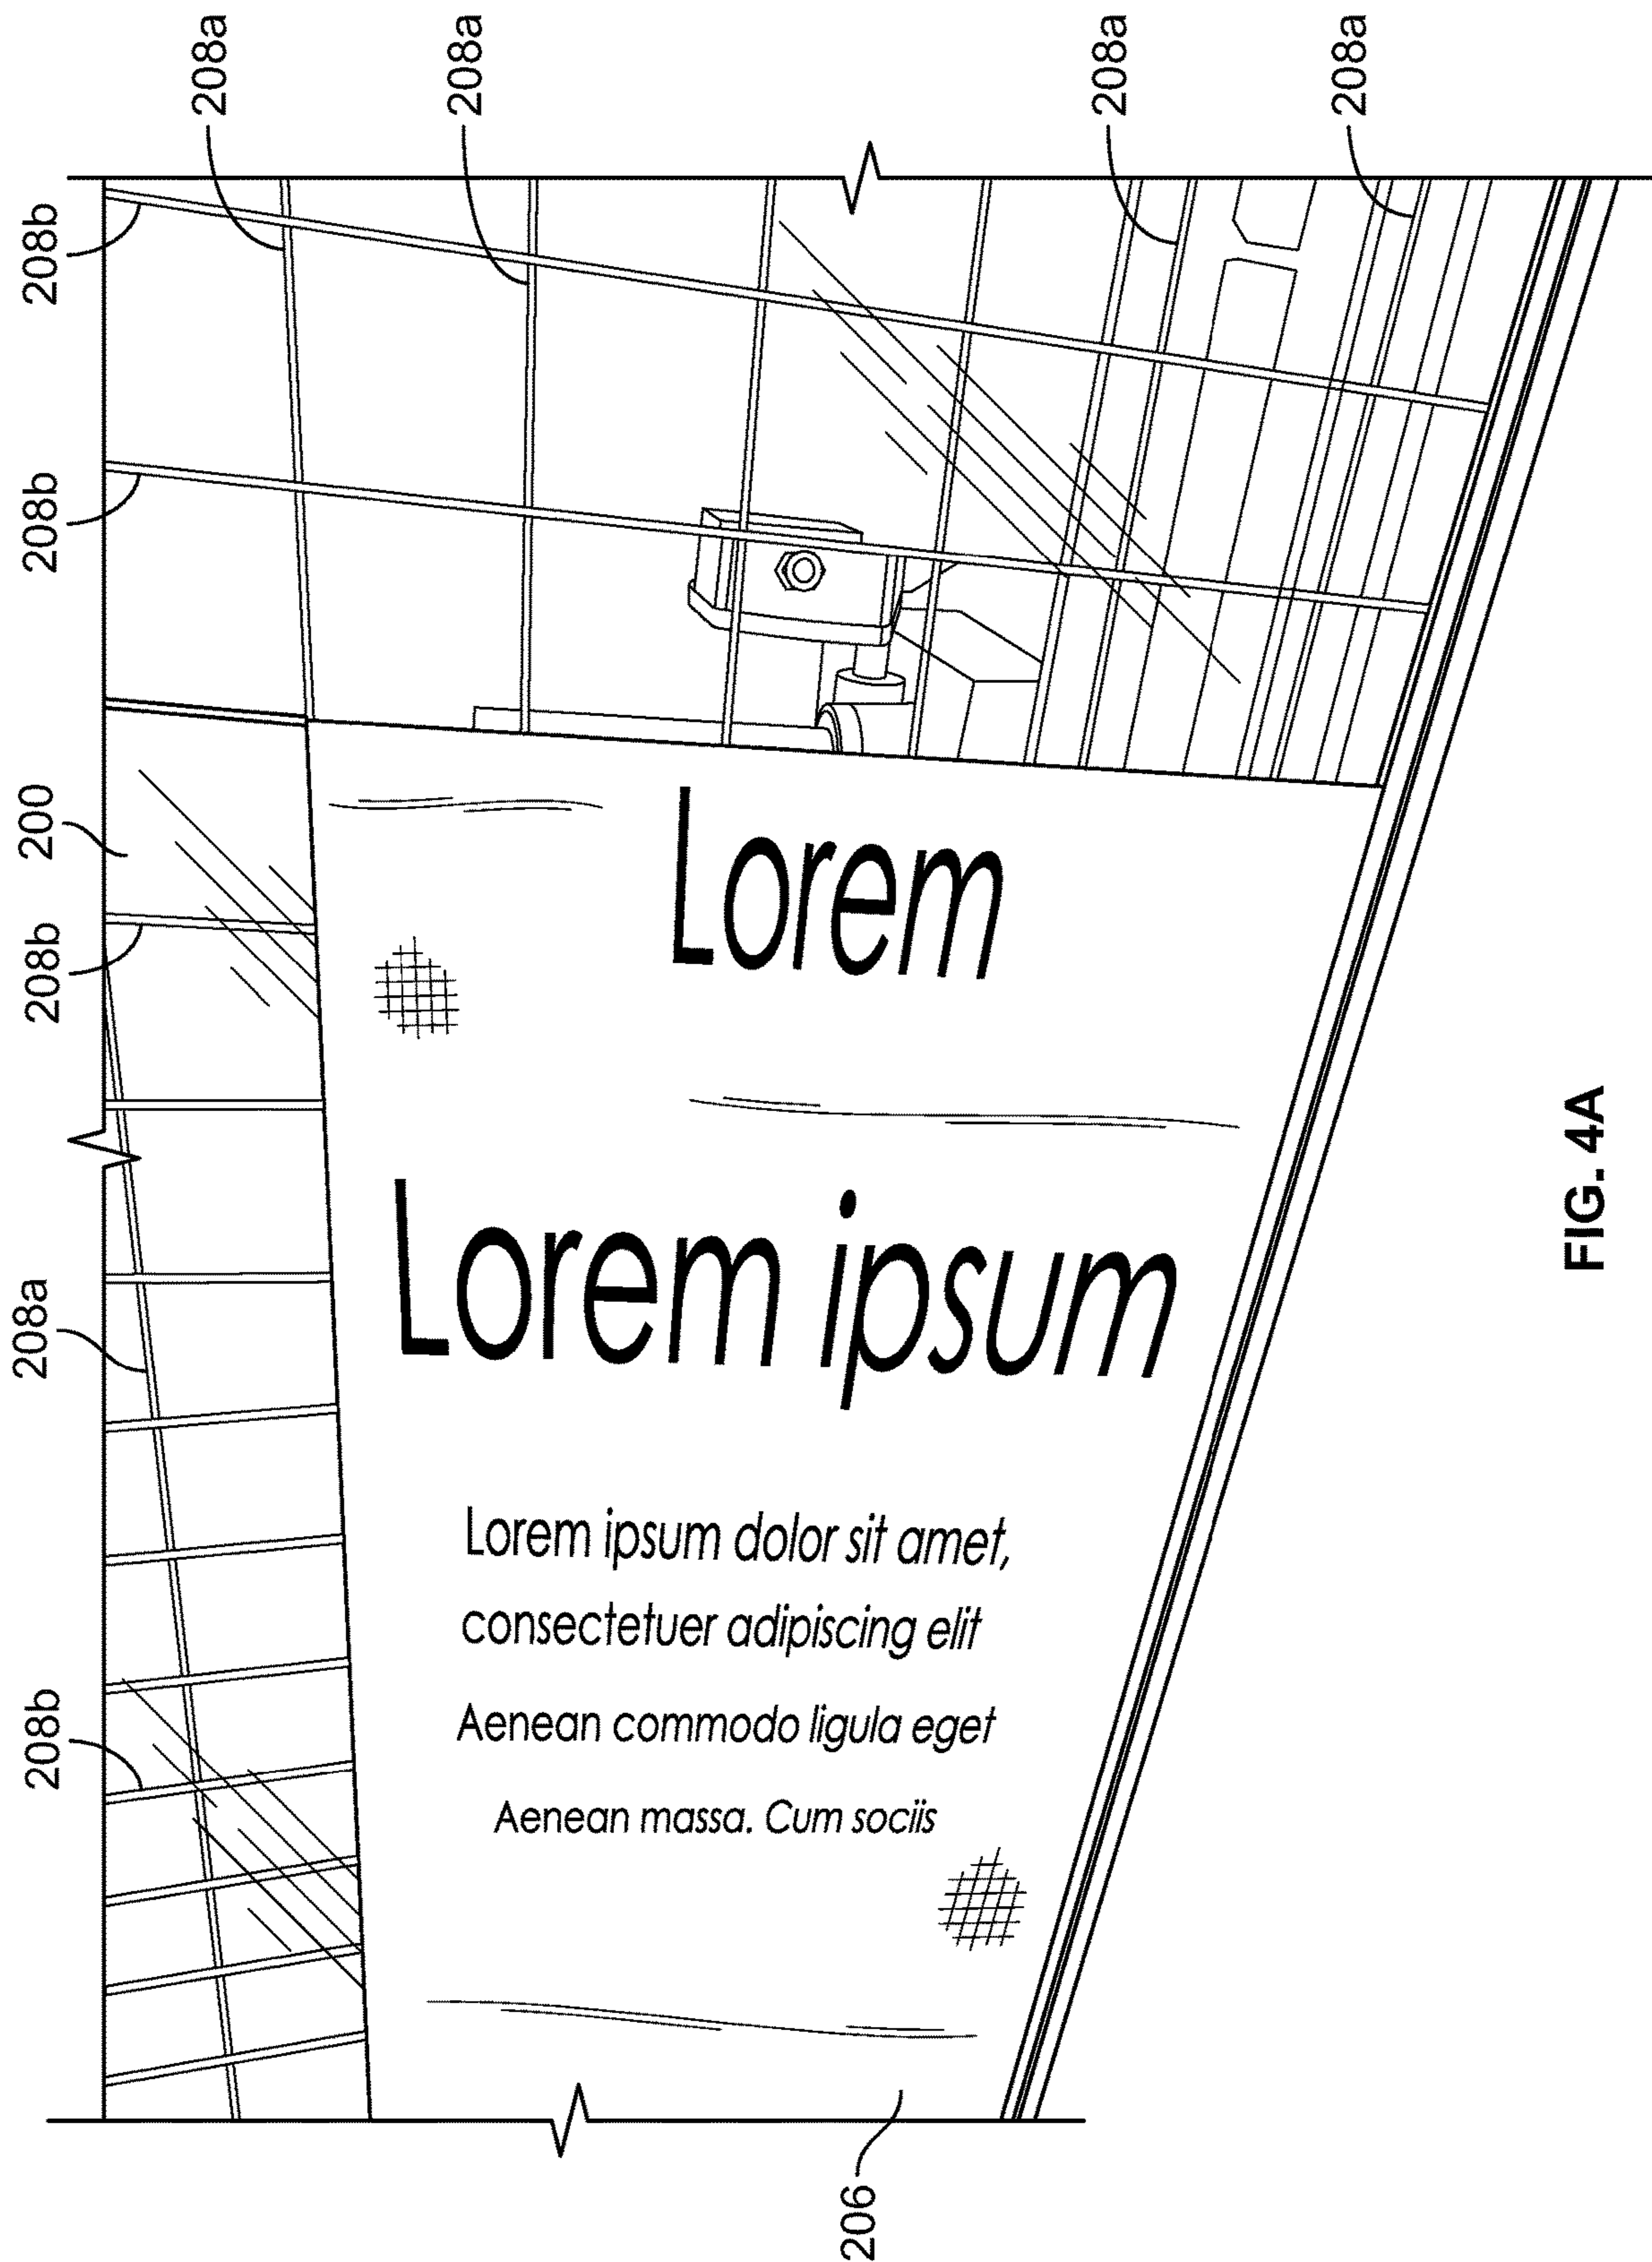 208a
208a
208a
208a
208b
208b
200
208b
208a
208b
Lorem
Lorem ipsum
Lorem ipsum dolor sit amet,
consectetuer adipiscing elit
Aenean commodo ligula eget
Aenean massa. Cum sociis
206
FIG. 4A